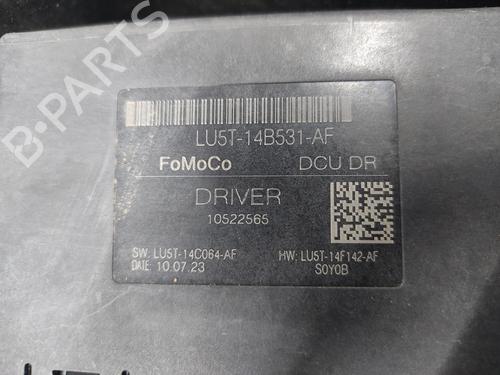 LU5T-14B531-AF
FoMoCo DCU DR
DRIVER
10522565
SW: LU5T-14C064-AF HW: LU5T-14F142-AF
DATE: 10.07.23 S0Y0B
B-PARTS